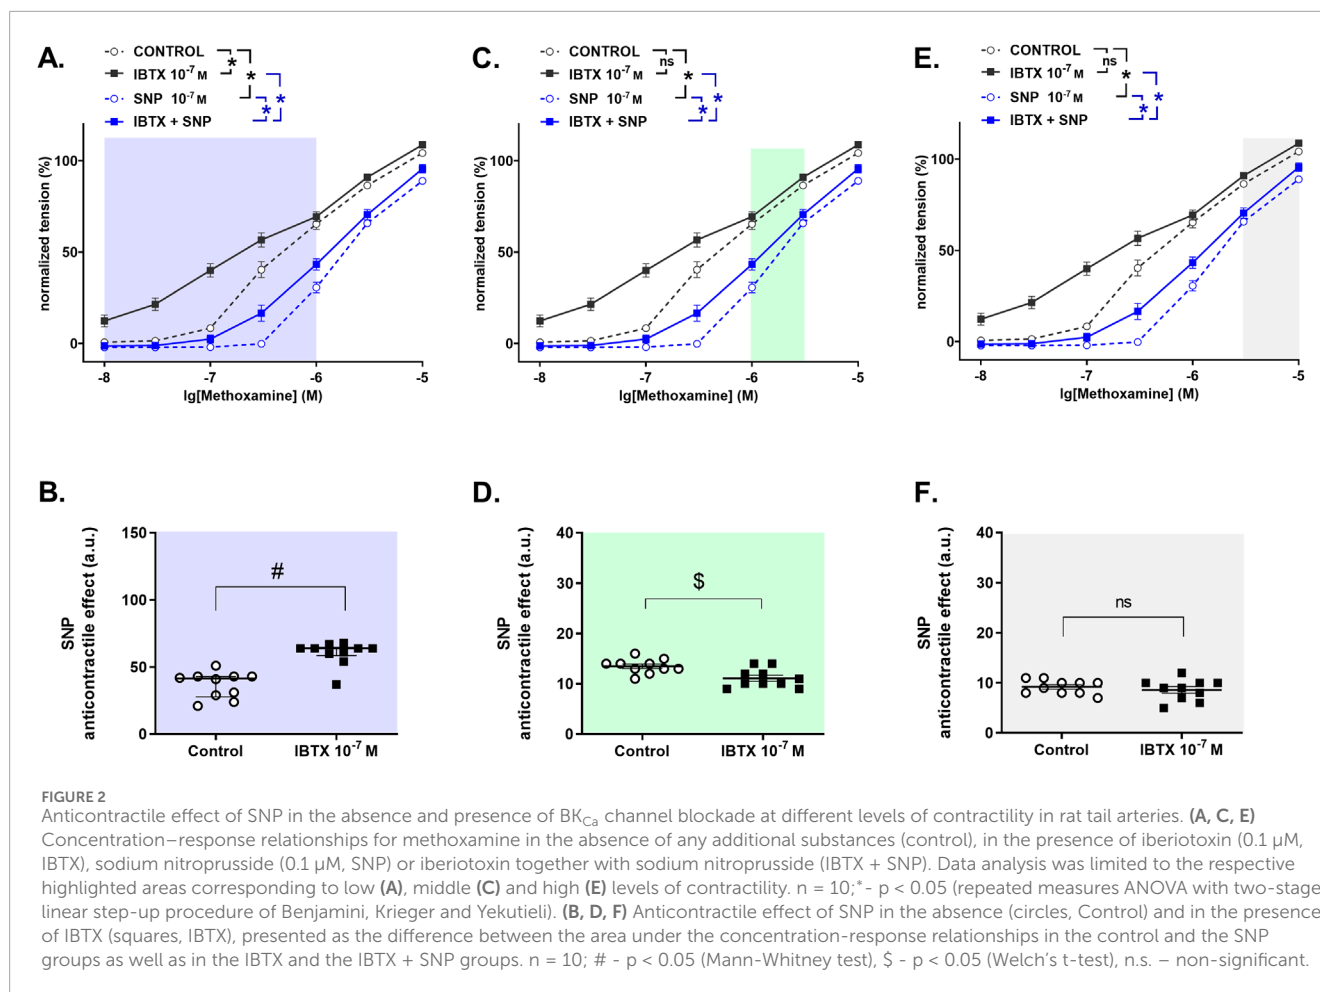 A.
CONTROL
*
IBTX 10⁻⁷ M
*
SNP 10⁻⁷ M
*
*
IBTX + SNP
normalized tension (%)
100
50
0
-8
-7
-6
-5
lg[Methoxamine] (M)
C.
CONTROL
ns
IBTX 10⁻⁷ M
*
SNP 10⁻⁷ M
*
*
IBTX + SNP
normalized tension (%)
100
50
0
-8
-7
-6
-5
lg[Methoxamine] (M)
E.
CONTROL
ns
IBTX 10⁻⁷ M
*
SNP 10⁻⁷ M
*
*
IBTX + SNP
normalized tension (%)
100
50
0
-8
-7
-6
-5
lg[Methoxamine] (M)
B.
SNP
anticontractile effect (a.u.)
150
100
50
0
#
Control
IBTX 10⁻⁷ M
D.
SNP
anticontractile effect (a.u.)
40
30
20
10
0
$
Control
IBTX 10⁻⁷ M
F.
SNP
anticontractile effect (a.u.)
40
30
20
10
0
ns
Control
IBTX 10⁻⁷ M
FIGURE 2
Anticontractile effect of SNP in the absence and presence of BKCa channel blockade at different levels of contractility in rat tail arteries. (A, C, E)
Concentration–response relationships for methoxamine in the absence of any additional substances (control), in the presence of iberiotoxin (0.1 µM,
IBTX), sodium nitroprusside (0.1 µM, SNP) or iberiotoxin together with sodium nitroprusside (IBTX + SNP). Data analysis was limited to the respective
highlighted areas corresponding to low (A), middle (C) and high (E) levels of contractility. n = 10;*- p < 0.05 (repeated measures ANOVA with two-stage
linear step-up procedure of Benjamini, Krieger and Yekutieli). (B, D, F) Anticontractile effect of SNP in the absence (circles, Control) and in the presence
of IBTX (squares, IBTX), presented as the difference between the area under the concentration-response relationships in the control and the SNP
groups as well as in the IBTX and the IBTX + SNP groups. n = 10; # - p < 0.05 (Mann-Whitney test), $ - p < 0.05 (Welch's t-test), n.s. – non-significant.